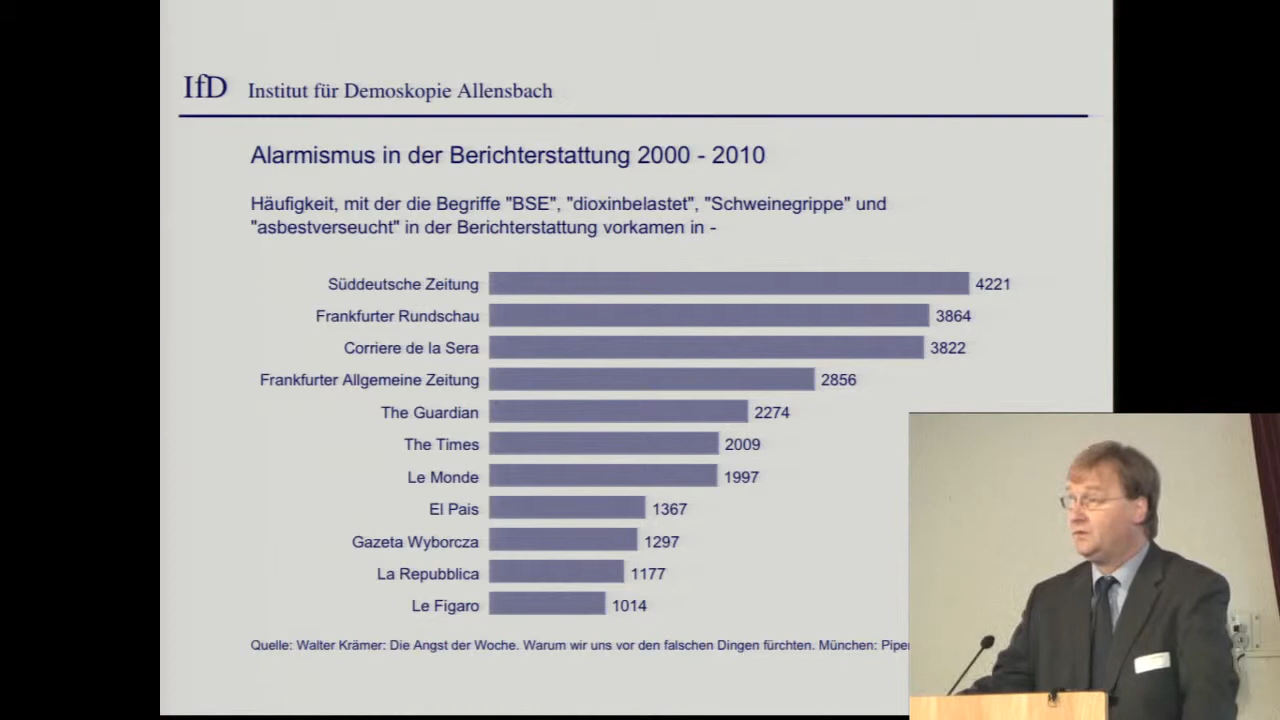 IfD Institut für Demoskopie Allensbach
Alarmismus in der Berichterstattung 2000 - 2010
Häufigkeit, mit der die Begriffe "BSE", "dioxinbelastet", "Schweinegrippe" und
"asbestverseucht" in der Berichterstattung vorkamen in -
Süddeutsche Zeitung 4221
Frankfurter Rundschau 3864
Corriere de la Sera 3822
Frankfurter Allgemeine Zeitung 2856
The Guardian 2274
The Times 2009
Le Monde 1997
El Pais 1367
Gazeta Wyborcza 1297
La Repubblica 1177
Le Figaro 1014
Quelle: Walter Krämer: Die Angst der Woche. Warum wir uns vor den falschen Dingen fürchten. München: Piper